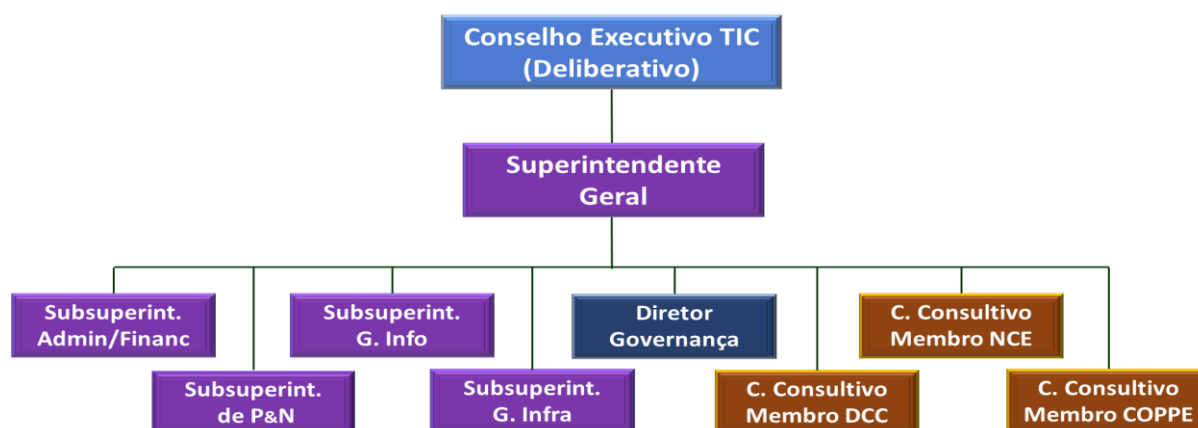 Conselho Executivo TIC
(Deliberativo)
Superintendente
Geral
Subsuperint.
Admin/Financ
Subsuperint.
G. Info
Diretor
Governança
C. Consultivo
Membro NCE
Subsuperint.
de P&N
Subsuperint.
G. Infra
C. Consultivo
Membro DCC
C. Consultivo
Membro COPPE